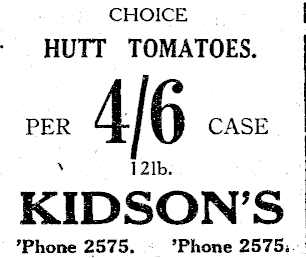 CHOICE
HUTT TOMATOES.
PER 4/6 CASE
12lb.
KIDSON'S
'Phone 2575. 'Phone 2575.